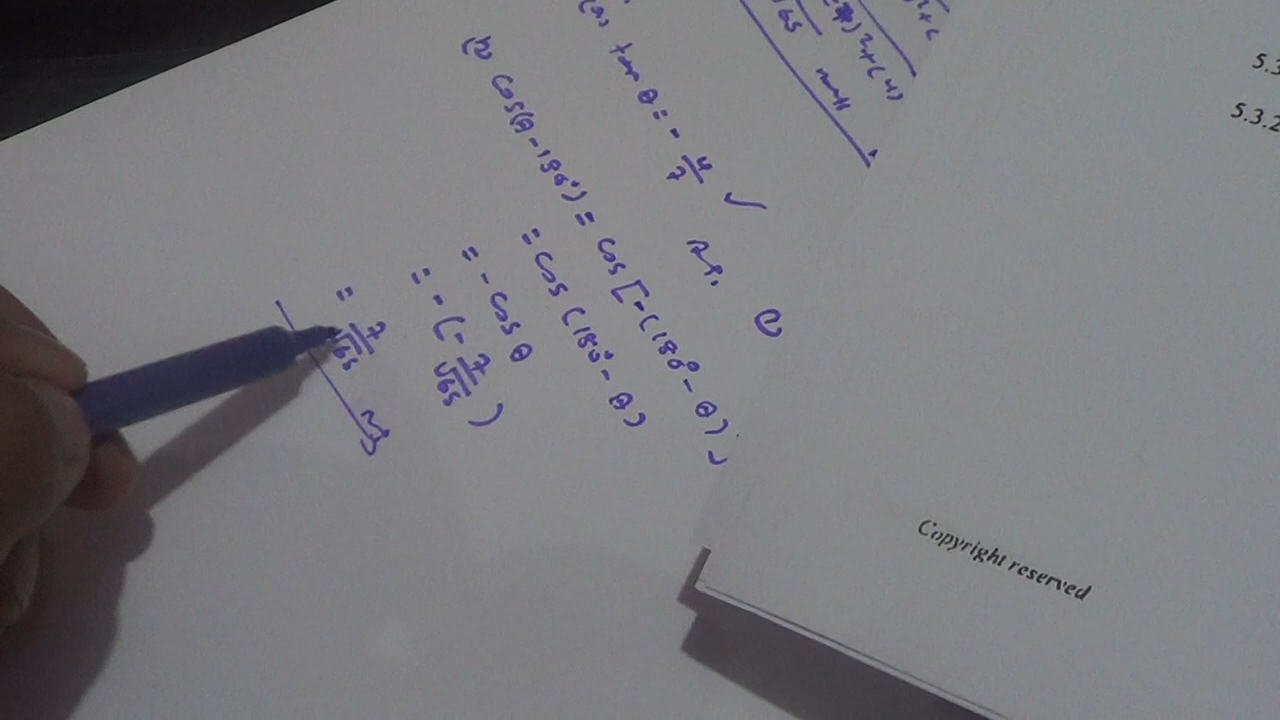 √65
(a) tan θ = - 4/7
(b) cos(θ - 180°) = cos[-(180° - θ)]
= cos(180° - θ)
= - cos θ
= - (- 7/√65)
= 7/√65
5.3
5.3.2
Copyright reserved